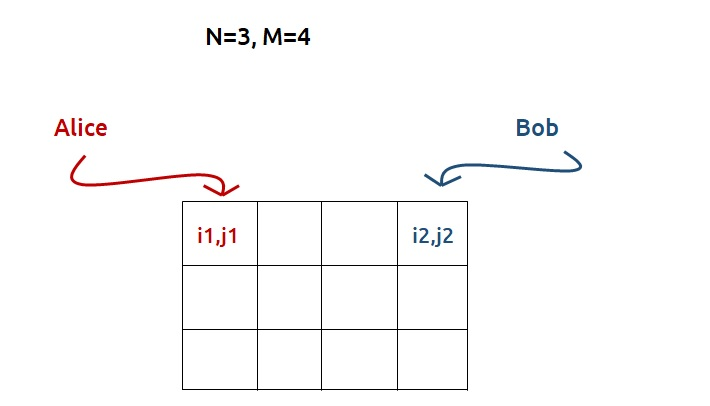 N=3, M=4
Alice
Bob
i1,j1
i2,j2